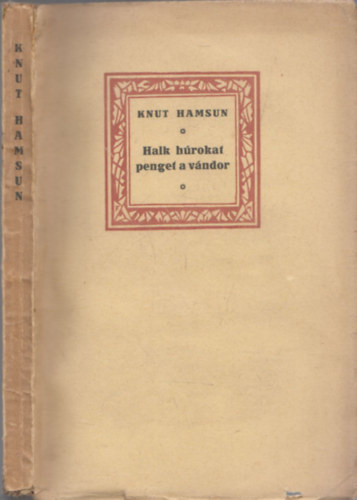 KNUT HAMSUN
KNUT HAMSUN
Halk húrokat
penget a vándor